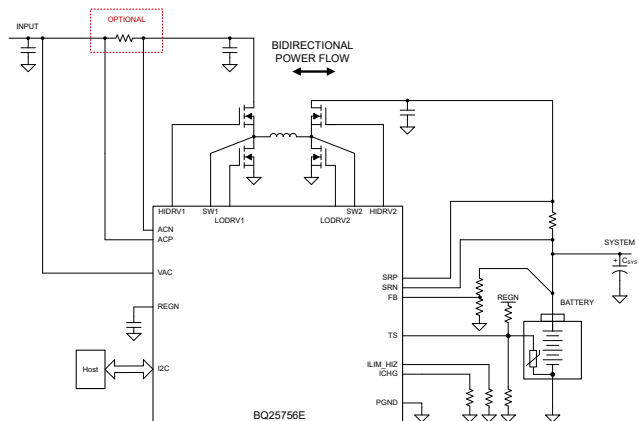 INPUT
OPTIONAL
BIDIRECTIONAL
POWER FLOW
HIDRV1
SW1
LODRV1
LODRV2
SW2
HIDRV2
ACN
ACP
VAC
REGN
Host
I2C
SRP
SRN
FB
TS
ILIM_HIZ
ICHG
PGND
REGN
SYSTEM
+ CSYS
BATTERY
BQ25756E